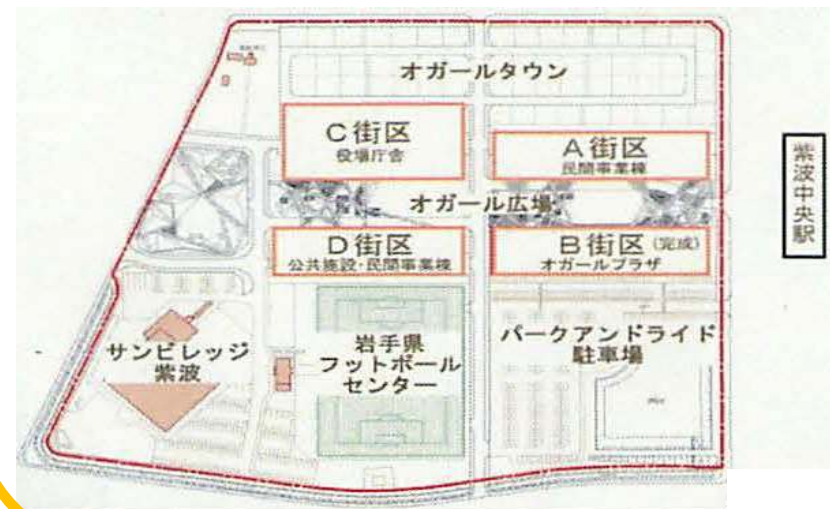 オガールタウン
C街区
役場庁舎
A街区
民間事業棟
紫波中央駅
オガール広場
D街区
公共施設・民間事業棟
B街区(完成)
オガールプラザ
サンビレッジ
紫波
岩手県
フットボール
センター
パークアンドライド
駐車場